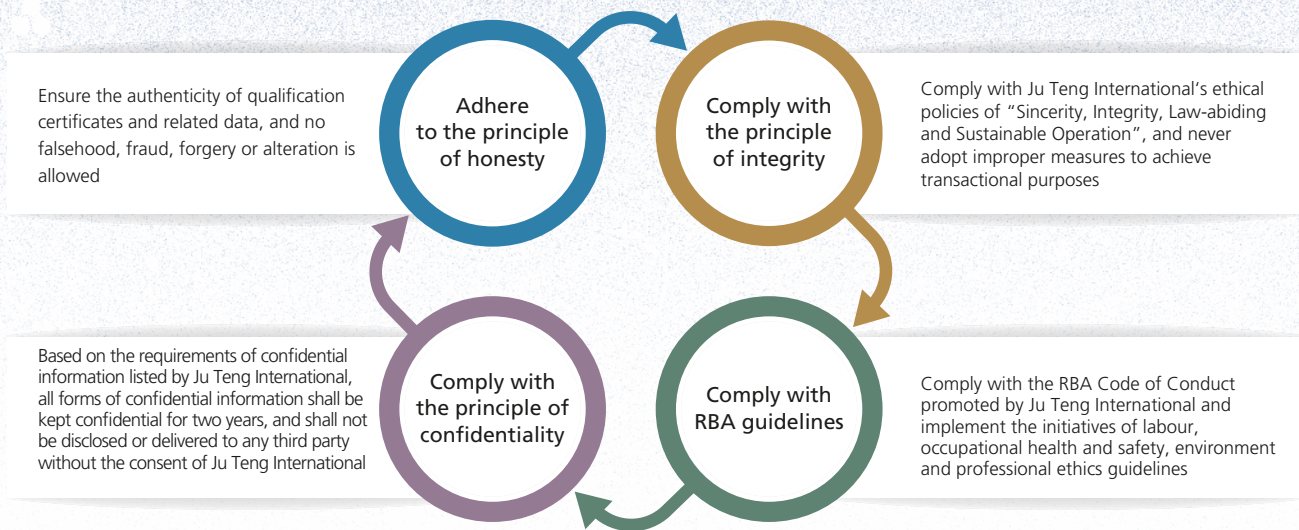 Ensure the authenticity of qualification
certificates and related data, and no
falsehood, fraud, forgery or alteration is
allowed
Adhere
to the principle
of honesty
Comply with
the principle
of integrity
Comply with Ju Teng International’s ethical
policies of “Sincerity, Integrity, Law-abiding
and Sustainable Operation”, and never
adopt improper measures to achieve
transactional purposes
Based on the requirements of confidential
information listed by Ju Teng International,
all forms of confidential information shall be
kept confidential for two years, and shall not
be disclosed or delivered to any third party
without the consent of Ju Teng International
Comply with
the principle of
confidentiality
Comply with
RBA guidelines
Comply with the RBA Code of Conduct
promoted by Ju Teng International and
implement the initiatives of labour,
occupational health and safety, environment
and professional ethics guidelines